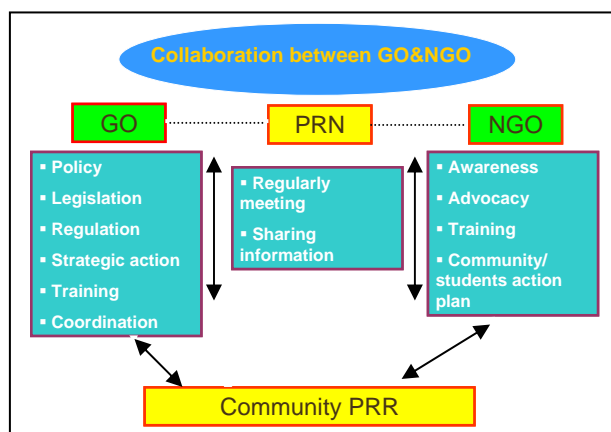 Collaboration between GO&NGO
GO
PRN
NGO
▪ Policy
▪ Legislation
▪ Regulation
▪ Strategic action
▪ Training
▪ Coordination
▪ Regularly
meeting
▪ Sharing
information
▪ Awareness
▪ Advocacy
▪ Training
▪ Community/
students action
plan
Community PRR